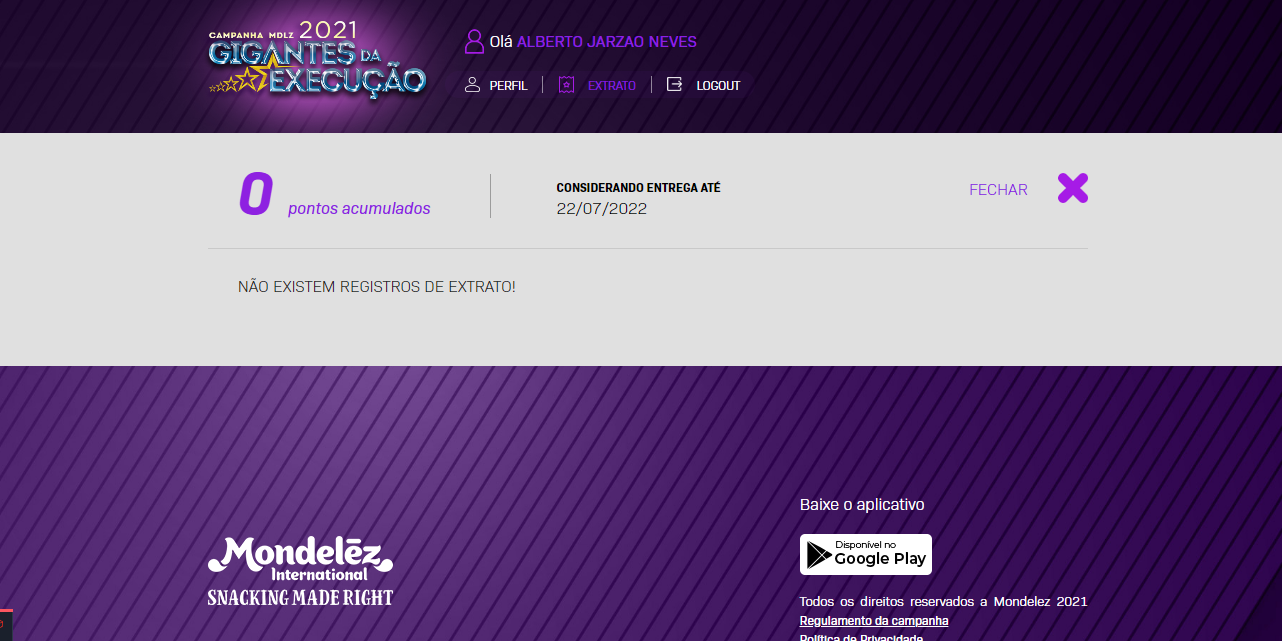 CAMPANHA MDLZ 2021
GIGANTES DA
EXECUÇÃO
Olá ALBERTO JARZAO NEVES
PERFIL
EXTRATO
LOGOUT
0 pontos acumulados
CONSIDERANDO ENTREGA ATÉ
22/07/2022
FECHAR
NÃO EXISTEM REGISTROS DE EXTRATO!
Mondelēz
International
SNACKING MADE RIGHT
Baixe o aplicativo
Disponível no
Google Play
Todos os direitos reservados a Mondelez 2021
Regulamento da campanha
Política de Privacidade